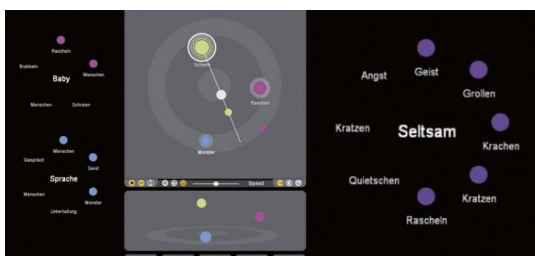 Rascheln
Brabbeln
Menschen
Baby
Menschen
Schreien
Menschen
Gespräch
Geist
Sprache
Menschen
Monster
Unterhaltung
Rascheln
Monster
Speed
Geist
Angst
Grollen
Kratzen
Seltsam
Krachen
Quietschen
Kratzen
Rascheln